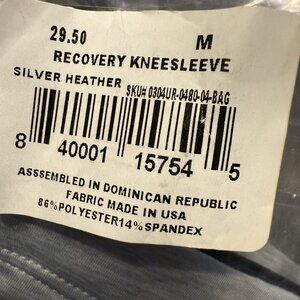 29.50 M
RECOVERY KNEESLEEVE
SILVER HEATHER
SKU# 0304UR-0480-04-BAG
8 40001 15754 5
ASSSEMBLED IN DOMINICAN REPUBLIC
FABRIC MADE IN USA
86%POLYESTER14%SPANDEX